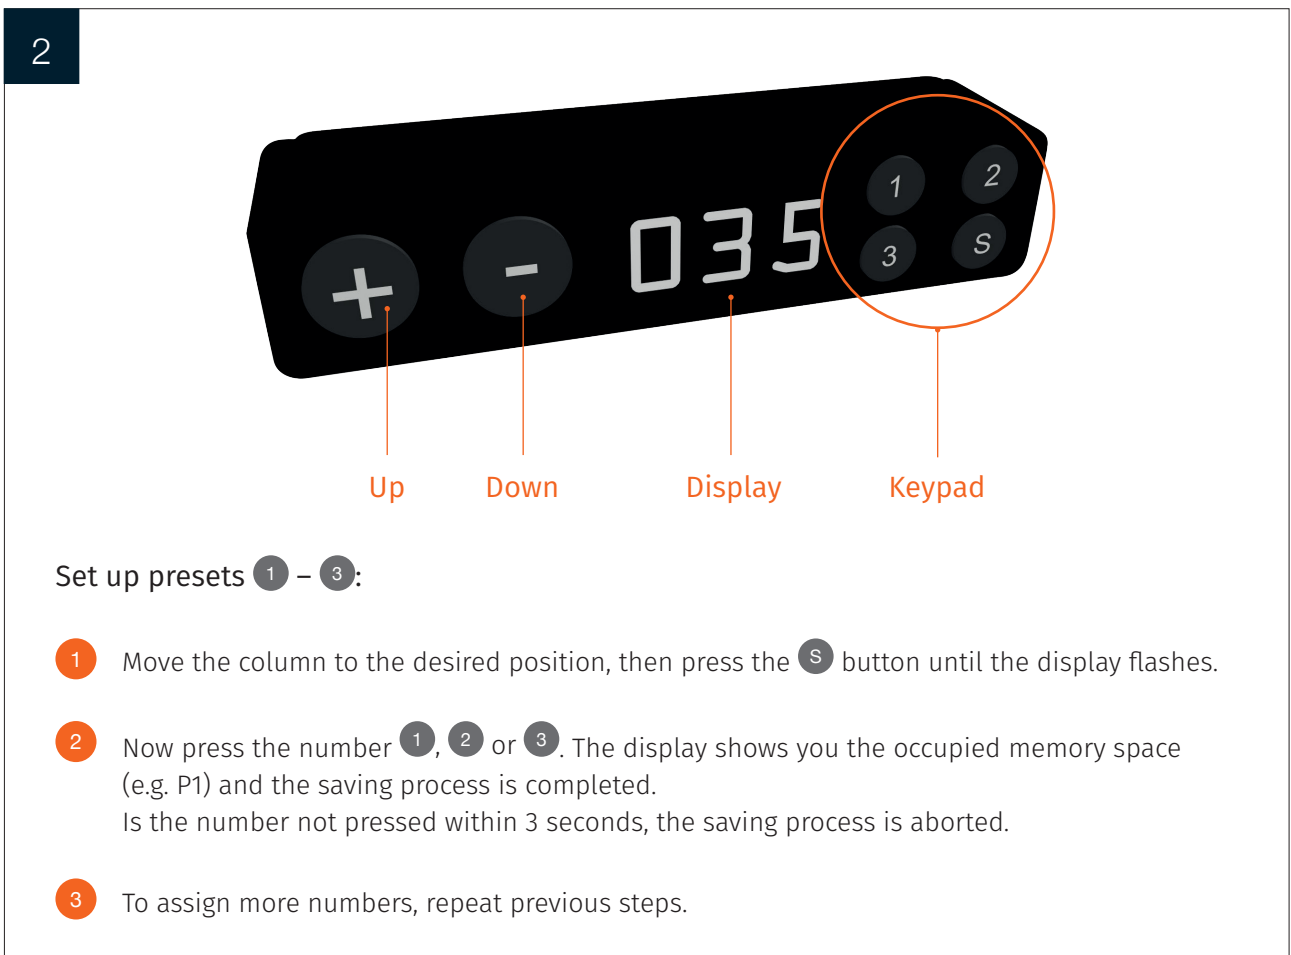 2
+ - 035 1 2
3 S
Up Down Display Keypad
Set up presets 1 – 3:
1 Move the column to the desired position, then press the S button until the display flashes.
2 Now press the number 1, 2 or 3. The display shows you the occupied memory space
(e.g. P1) and the saving process is completed.
Is the number not pressed within 3 seconds, the saving process is aborted.
3 To assign more numbers, repeat previous steps.